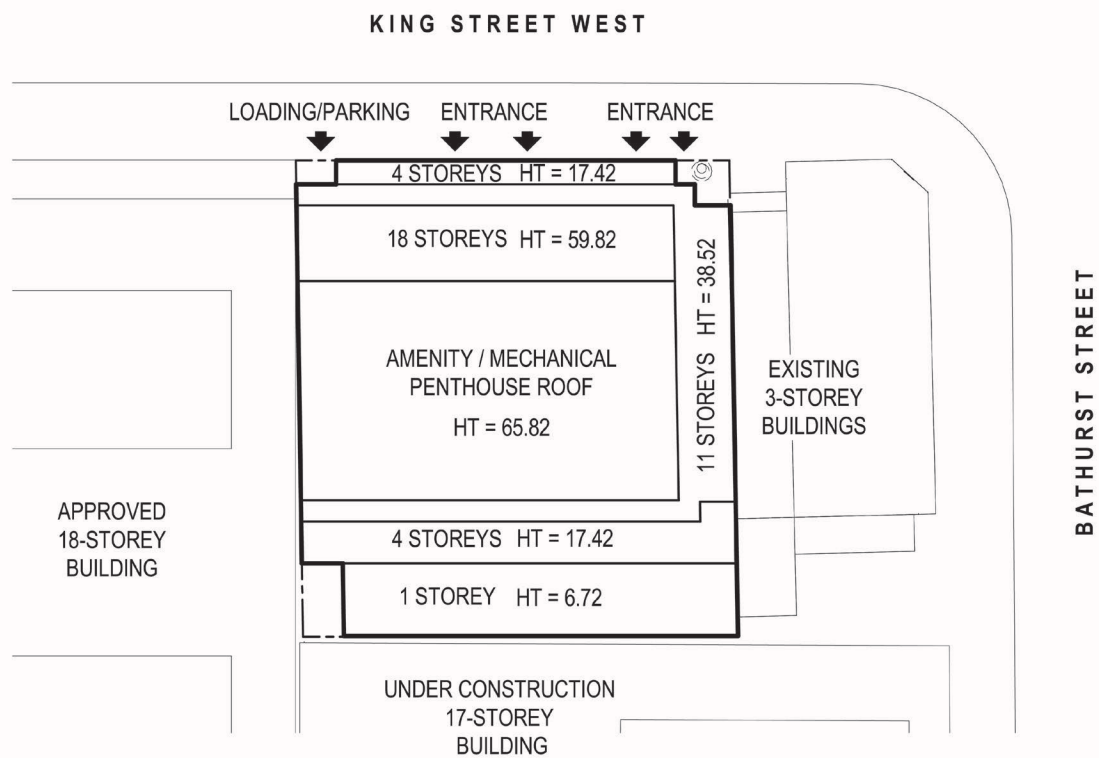 KING STREET WEST
LOADING/PARKING
ENTRANCE
ENTRANCE
4 STOREYS HT = 17.42
18 STOREYS HT = 59.82
11 STOREYS HT = 38.52
AMENITY / MECHANICAL
PENTHOUSE ROOF
HT = 65.82
EXISTING
3-STOREY
BUILDINGS
BATHURST STREET
APPROVED
18-STOREY
BUILDING
4 STOREYS HT = 17.42
1 STOREY HT = 6.72
UNDER CONSTRUCTION
17-STOREY
BUILDING